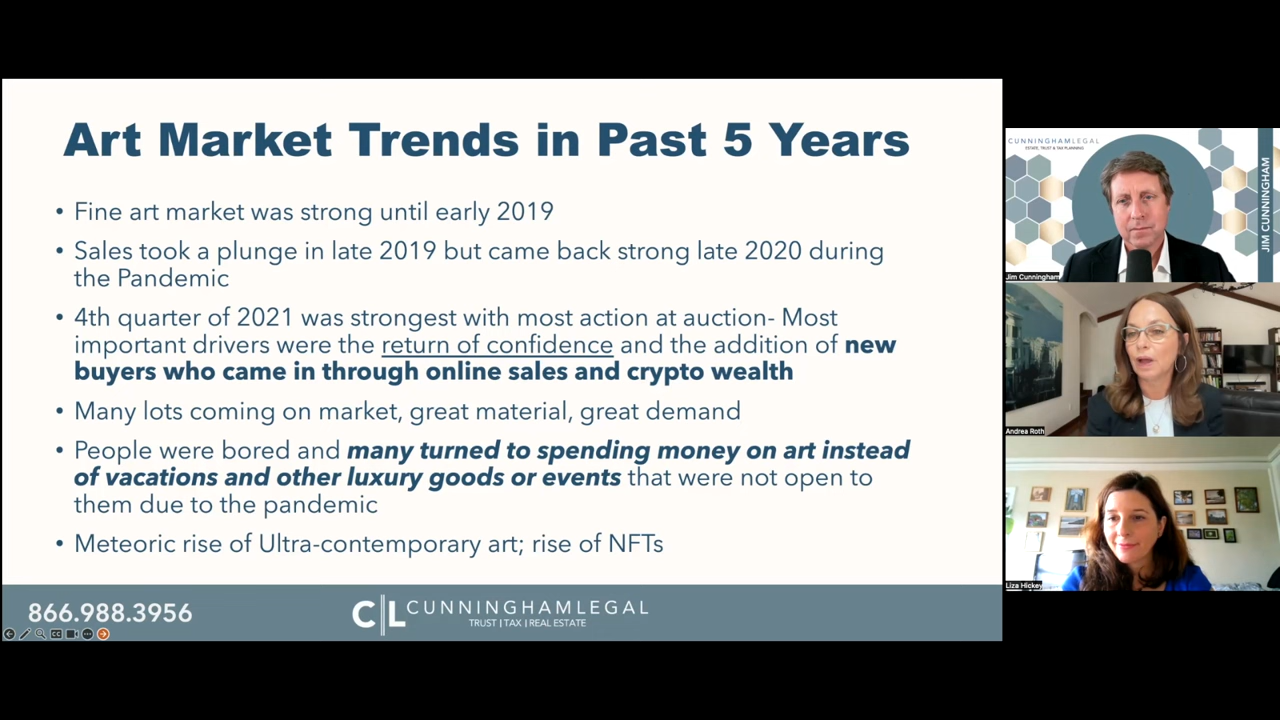 Art Market Trends in Past 5 Years
• Fine art market was strong until early 2019
• Sales took a plunge in late 2019 but came back strong late 2020 during
the Pandemic
• 4th quarter of 2021 was strongest with most action at auction- Most
important drivers were the return of confidence and the addition of new
buyers who came in through online sales and crypto wealth
• Many lots coming on market, great material, great demand
• People were bored and many turned to spending money on art instead
of vacations and other luxury goods or events that were not open to
them due to the pandemic
• Meteoric rise of Ultra-contemporary art; rise of NFTs
866.988.3956
CL CUNNINGHAMLEGAL
TRUST | TAX | REAL ESTATE
CC
CUNNINGHAMLEGAL
ESTATE, TRUST & TAX PLANNING
JIM CUNNINGHAM
Jim Cunningham
Andrea Roth
Liza Hickey